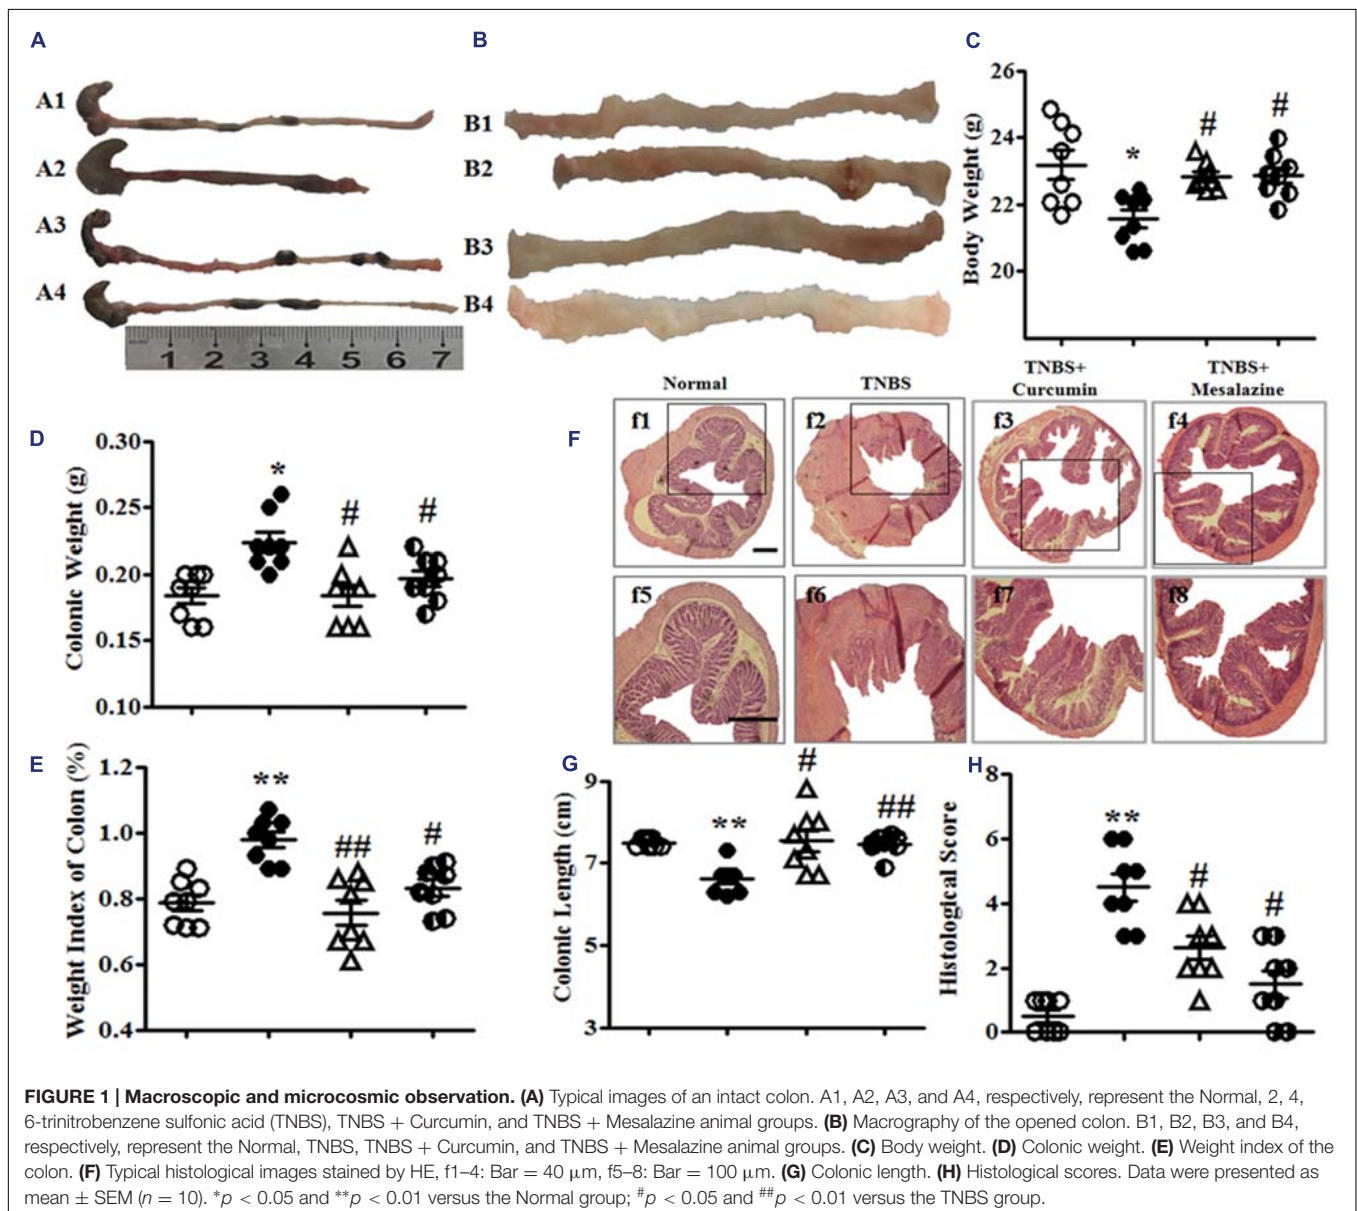 A
B
C
A1
A2
A3
A4
1 2 3 4 5 6 7
B1
B2
B3
B4
Body Weight (g)
26
24
22
20
*
#
#
D
Colonic Weight (g)
0.30
0.25
0.20
0.15
0.10
*
#
#
F
Normal
TNBS
TNBS+
Curcumin
TNBS+
Mesalazine
f1
f2
f3
f4
f5
f6
f7
f8
E
Weight Index of Colon (%)
1.2
1.0
0.8
0.6
0.4
**
##
#
G
Colonic Length (cm)
9
7
5
3
**
#
##
H
Histological Score
8
6
4
2
0
**
#
#
FIGURE 1 | Macroscopic and microcosmic observation. (A) Typical images of an intact colon. A1, A2, A3, and A4, respectively, represent the Normal, 2, 4,
6-trinitrobenzene sulfonic acid (TNBS), TNBS + Curcumin, and TNBS + Mesalazine animal groups. (B) Macrography of the opened colon. B1, B2, B3, and B4,
respectively, represent the Normal, TNBS, TNBS + Curcumin, and TNBS + Mesalazine animal groups. (C) Body weight. (D) Colonic weight. (E) Weight index of the
colon. (F) Typical histological images stained by HE, f1–4: Bar = 40 μm, f5–8: Bar = 100 μm. (G) Colonic length. (H) Histological scores. Data were presented as
mean ± SEM (n = 10). *p < 0.05 and **p < 0.01 versus the Normal group; #p < 0.05 and ##p < 0.01 versus the TNBS group.